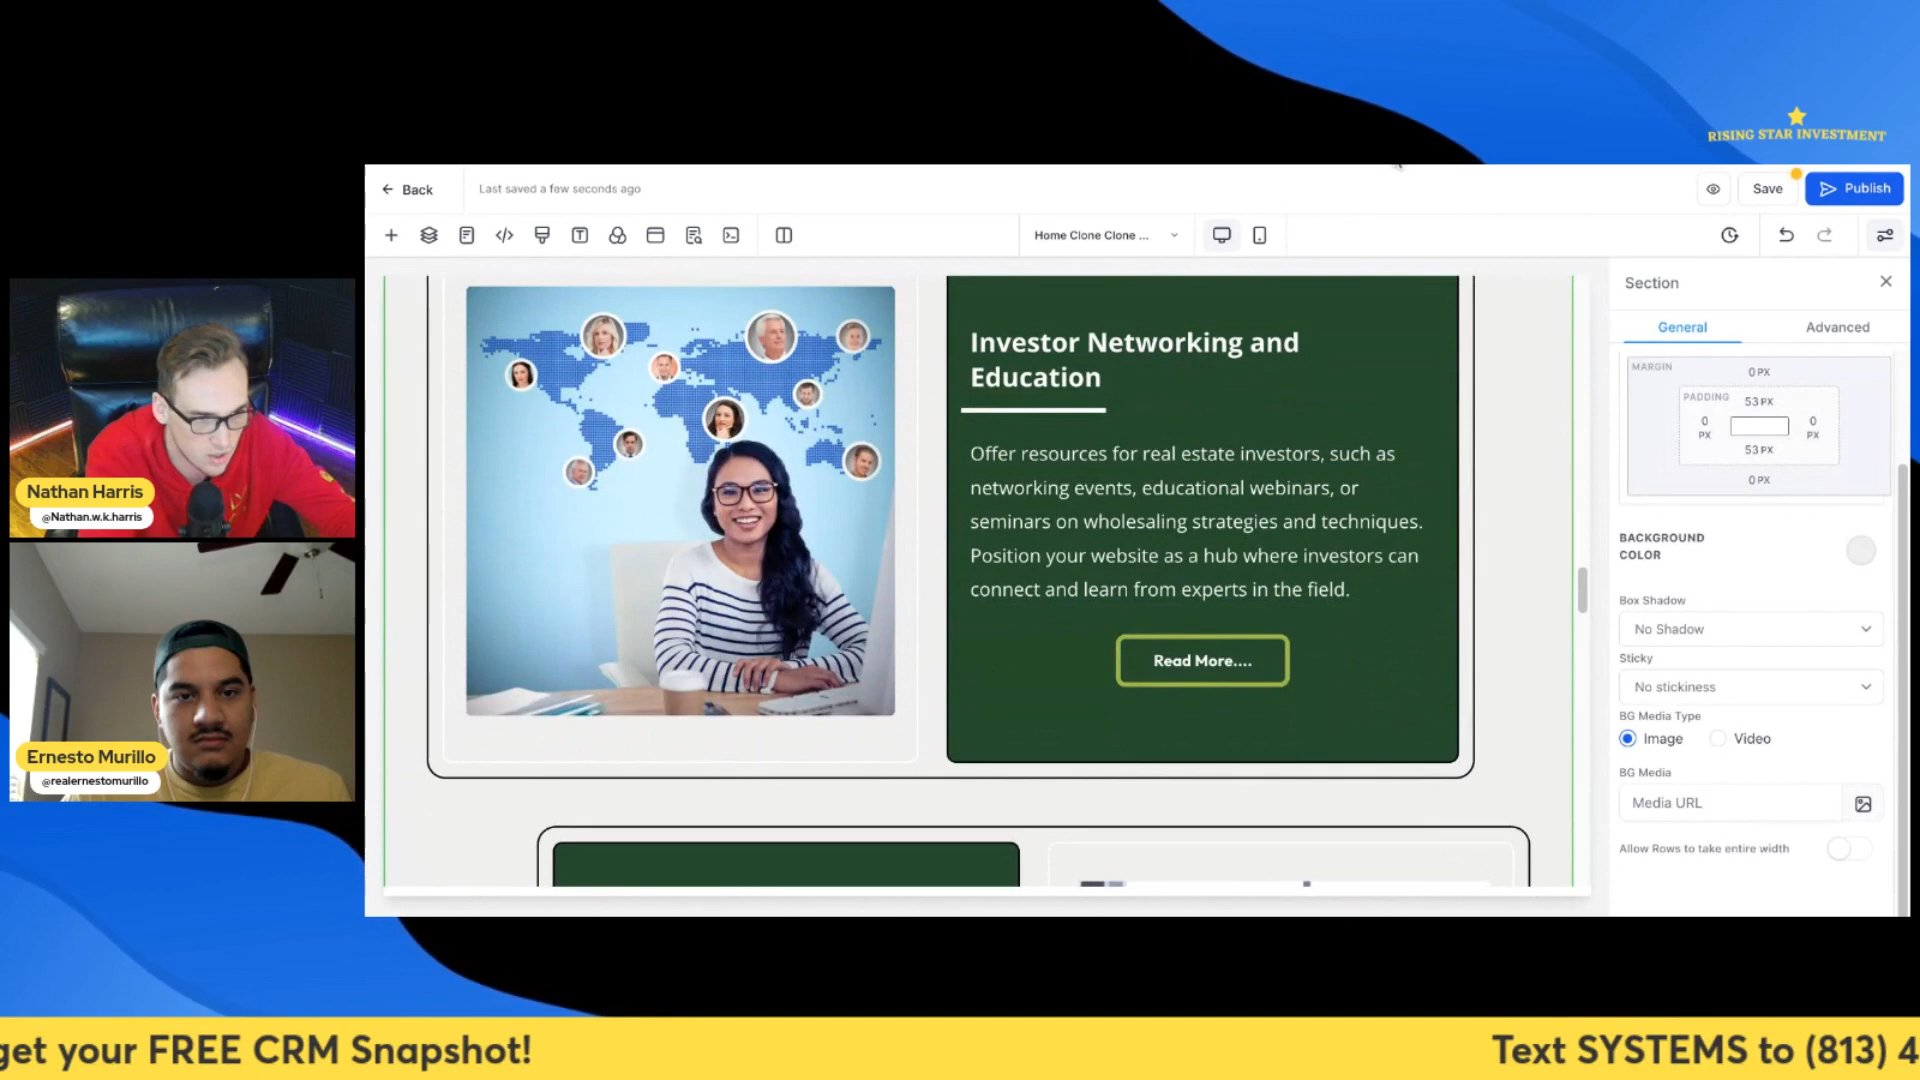 RISING STAR INVESTMENT
Back
Last saved a few seconds ago
Save
Publish
Home Clone Clone ...
Section
General
Advanced
MARGIN
0 PX
PADDING
53 PX
0 PX
0 PX
53 PX
0 PX
BACKGROUND
COLOR
Box Shadow
No Shadow
Sticky
No stickiness
BG Media Type
Image
Video
BG Media
Media URL
Allow Rows to take entire width
Investor Networking and
Education
Offer resources for real estate investors, such as
networking events, educational webinars, or
seminars on wholesaling strategies and techniques.
Position your website as a hub where investors can
connect and learn from experts in the field.
Read More....
Nathan Harris
@Nathan.w.k.harris
Ernesto Murillo
@realernestomurillo
get your FREE CRM Snapshot!
Text SYSTEMS to (813) 4